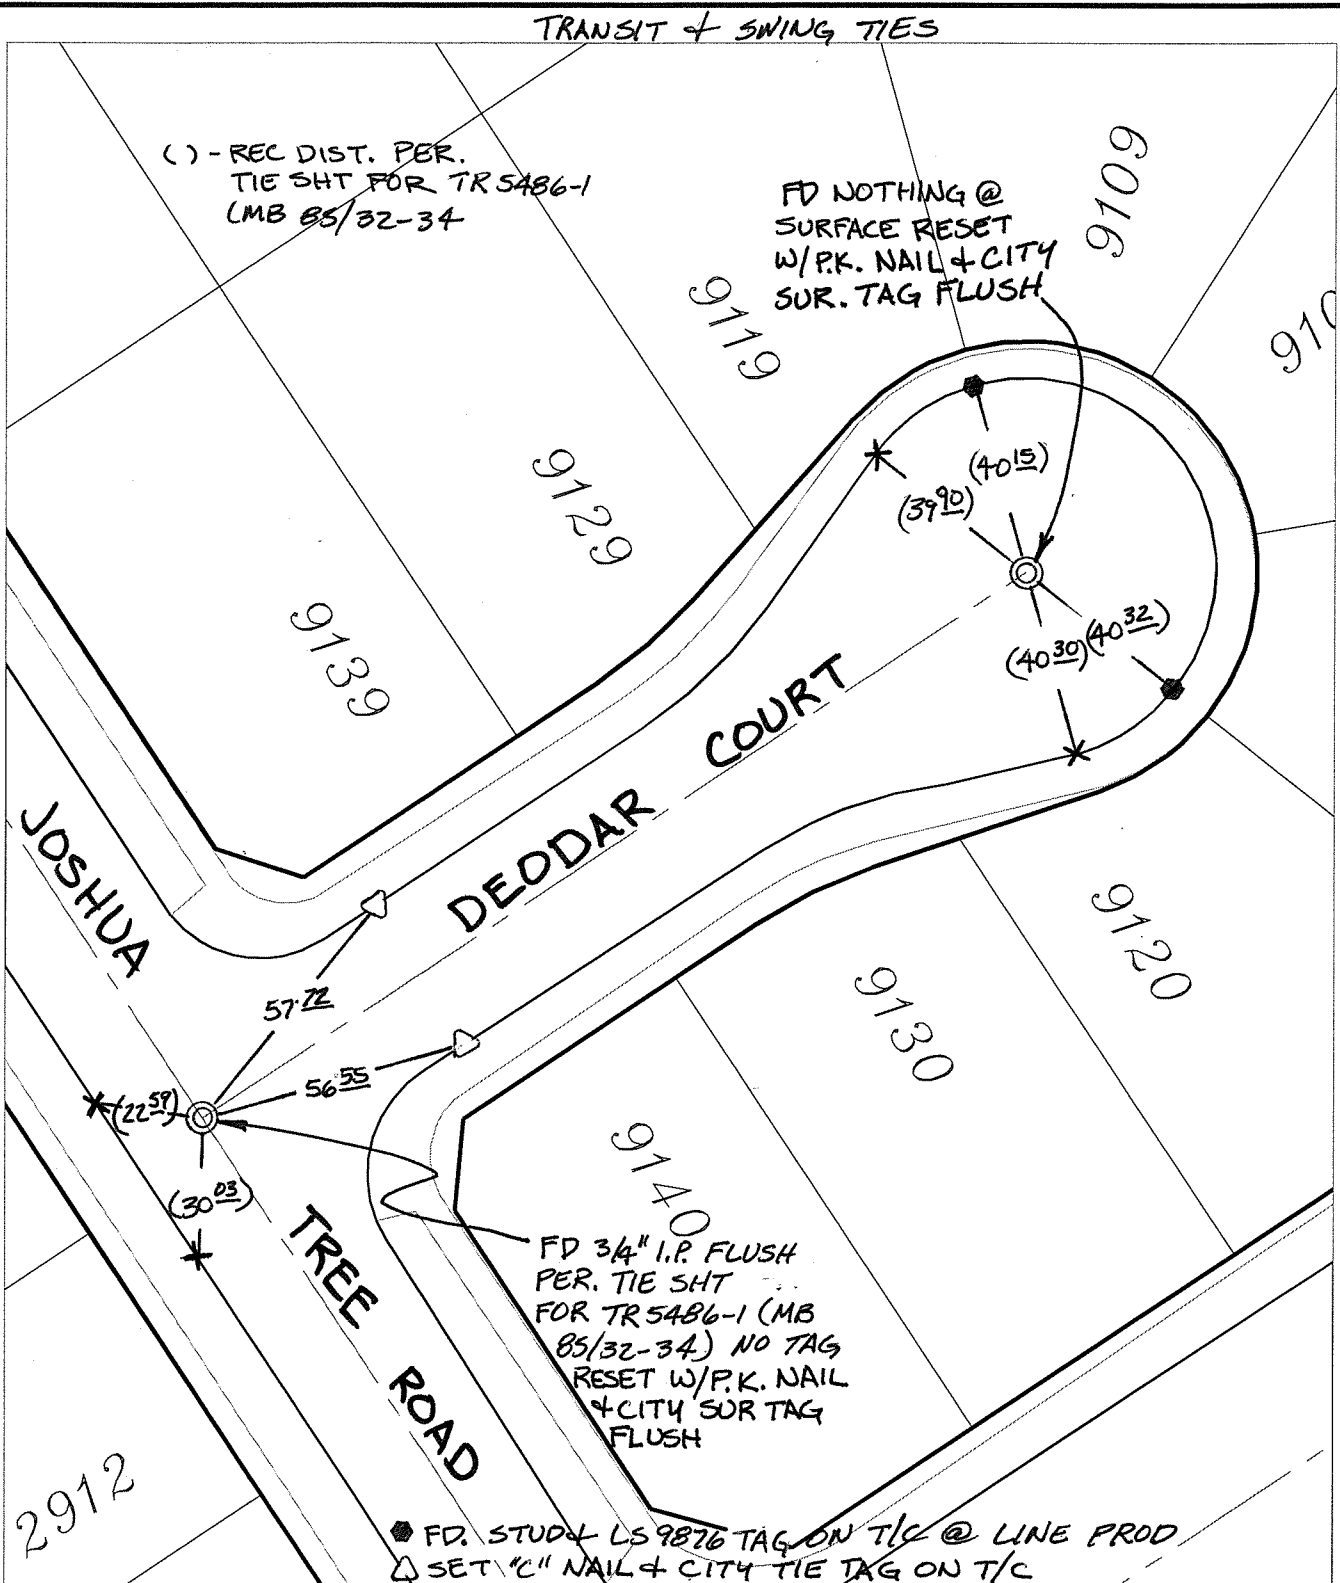 TRANSIT & SWING TIES
( ) - REC DIST. PER.
TIE SHT FOR TR 5486-1
(MB 85/32-34
FD NOTHING @
SURFACE RESET
W/P.K. NAIL & CITY
SUR. TAG FLUSH
9109
910
9119
9129
9139
(40 15)
(39 90)
(40 30)
(40 32)
DEODAR COURT
JOSHUA
TREE
ROAD
57.72
56 55
(22 59)
(30 03)
9120
9130
9140
FD 3/4" I.P. FLUSH
PER. TIE SHT
FOR TR 5486-1 (MB
85/32-34) NO TAG
RESET W/P.K. NAIL
& CITY SUR TAG
FLUSH
2912
FD. STUD & LS 9876 TAG ON T/C @ LINE PROD
SET "C" NAIL & CITY TIE TAG ON T/C